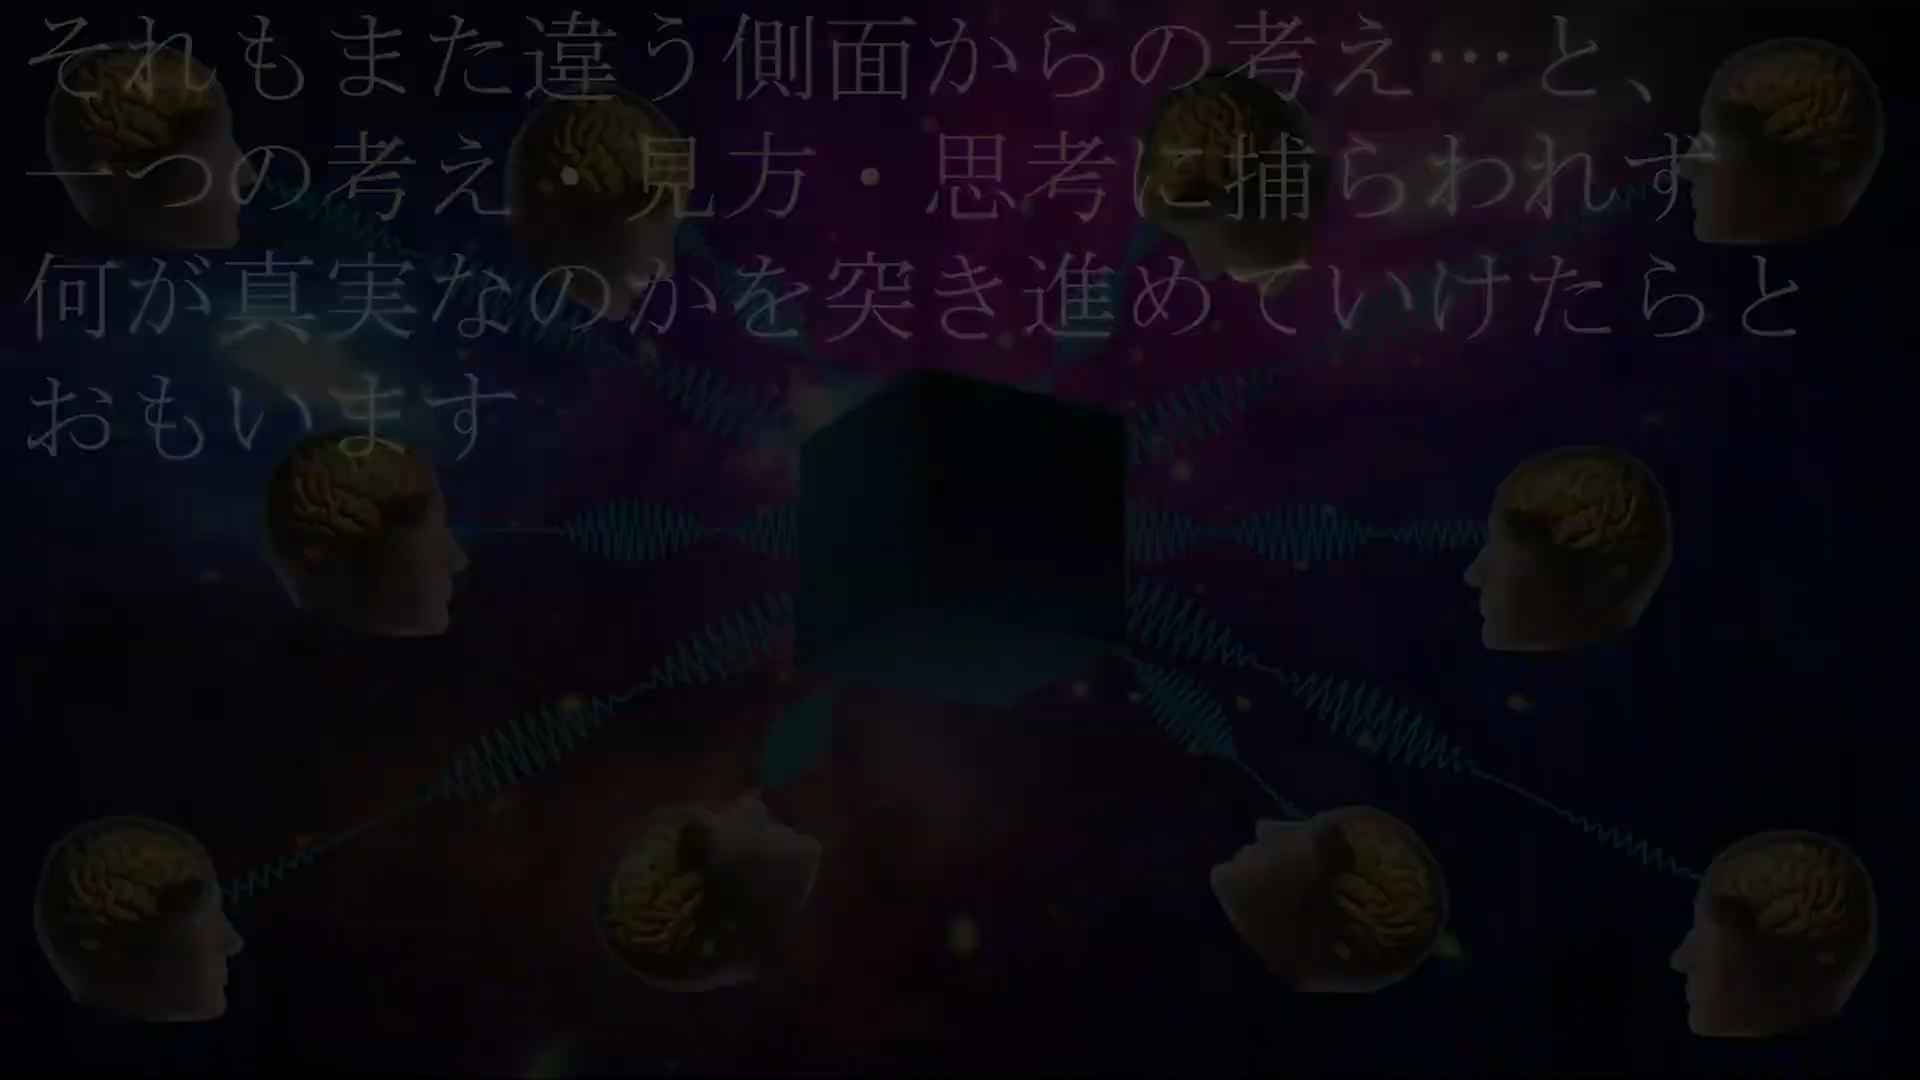 それもまた違う側面からの考え…と、
一つの考え・見方・思考に捕らわれず
何が真実なのかを突き進めていけたらと
おもいます